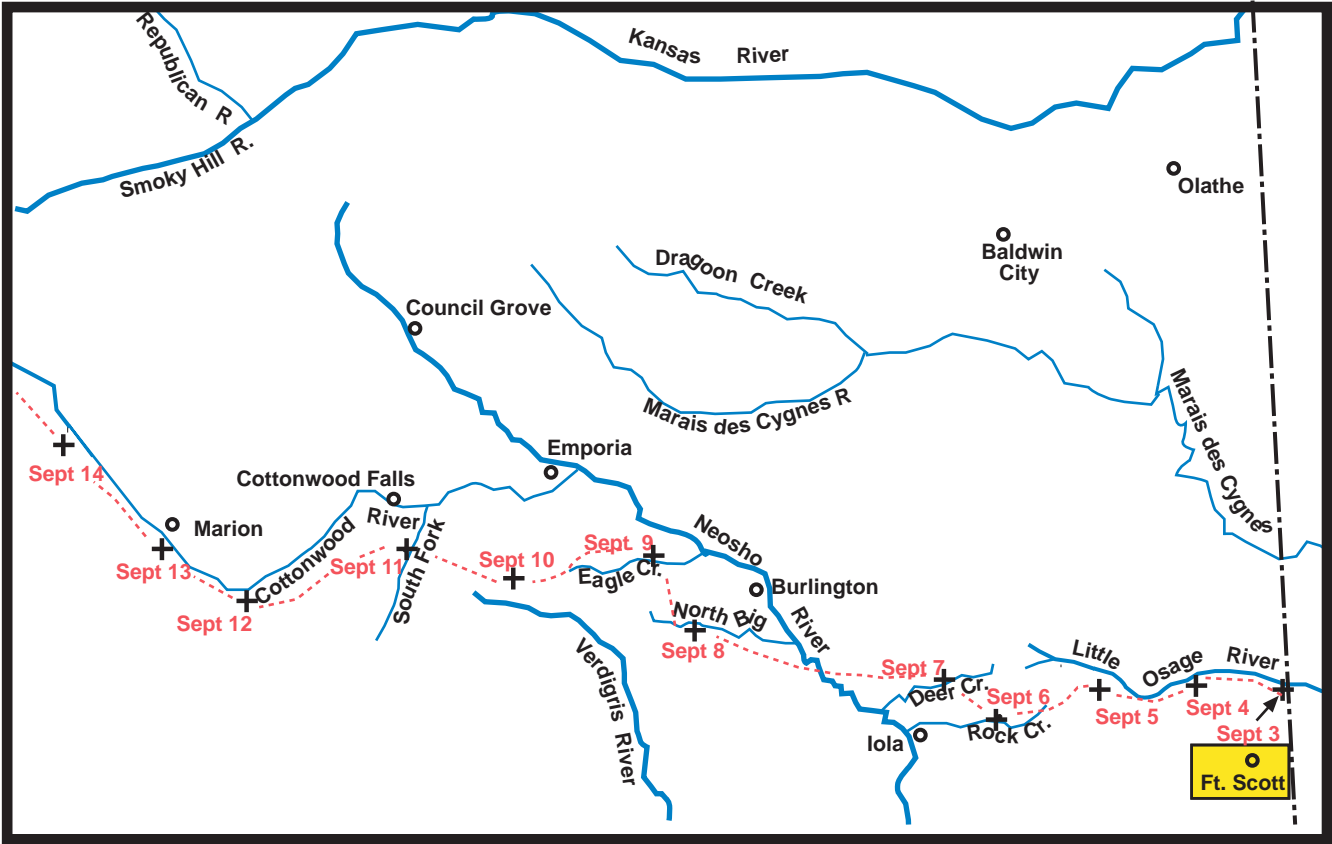 Republican R
Kansas River
Smoky Hill R.
Olathe
Baldwin
City
Dragoon Creek
Council Grove
Marais des Cygnes R
Marais des Cygnes
Emporia
Sept 14
Cottonwood Falls
Marion
Cottonwood River
South Fork
Sept 13
Sept 12
Sept 11
Sept 10
Sept 9
Eagle Cr.
Neosho River
Burlington
North Big
Sept 8
Verdigris River
Sept 7
Deer Cr.
Sept 6
Rock Cr.
Iola
Little Osage River
Sept 5
Sept 4
Sept 3
Ft. Scott